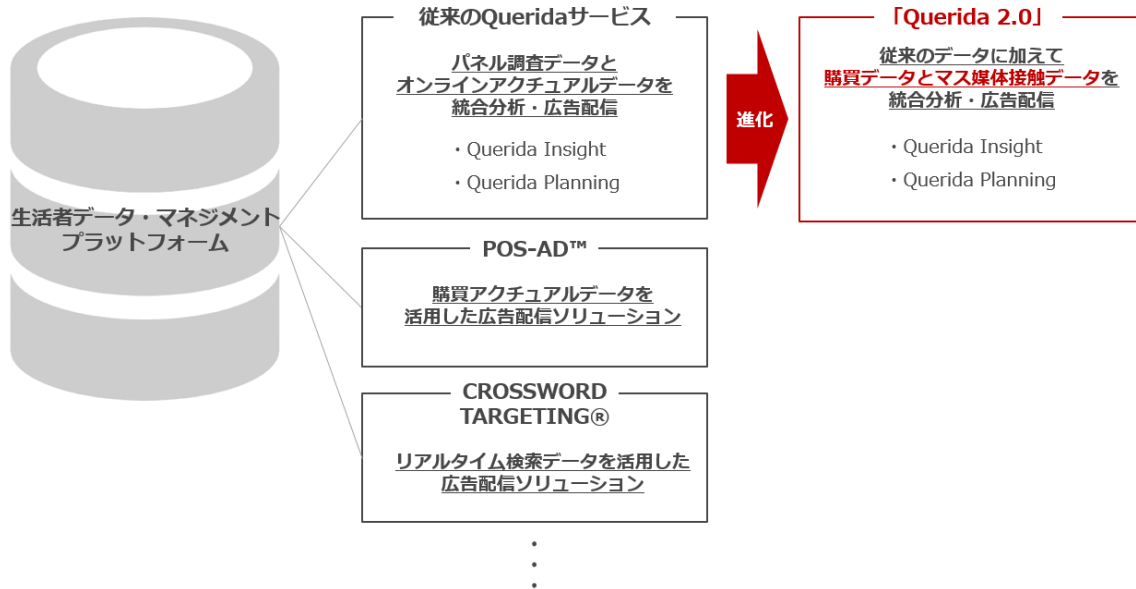 生活者データ・マネジメント
プラットフォーム
従来のQueridaサービス
パネル調査データと
オンラインアクチュアルデータを
統合分析・広告配信
・Querida Insight
・Querida Planning
進化
「Querida 2.0」
従来のデータに加えて
購買データとマス媒体接触データを
統合分析・広告配信
・Querida Insight
・Querida Planning
POS-AD™
購買アクチュアルデータを
活用した広告配信ソリューション
CROSSWORD
TARGETING®
リアルタイム検索データを活用した
広告配信ソリューション
・
・
・